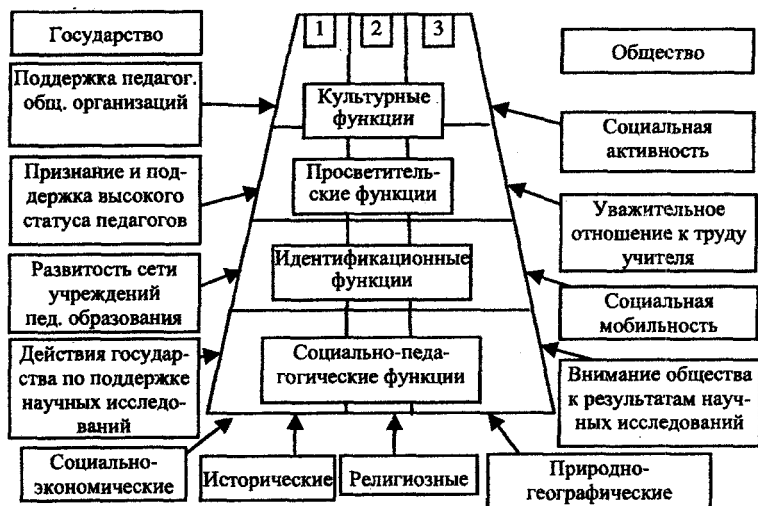 Государство
Поддержка педагог.
общ. организаций
Признание и под-
держка высокого
статуса педагогов
Развитость сети
учреждений
пед. образования
Действия государ-
ства по поддержке
научных исследо-
ваний
1 2 3
Культурные
функции
Просветитель-
ские функции
Идентификационные
функции
Социально-педа-
гогические функции
Общество
Социальная
активность
Уважительное
отношение к труду
учителя
Социальная
мобильность
Внимание общества
к результатам науч-
ных исследований
Социально-
экономические
Исторические
Религиозные
Природно-
географические